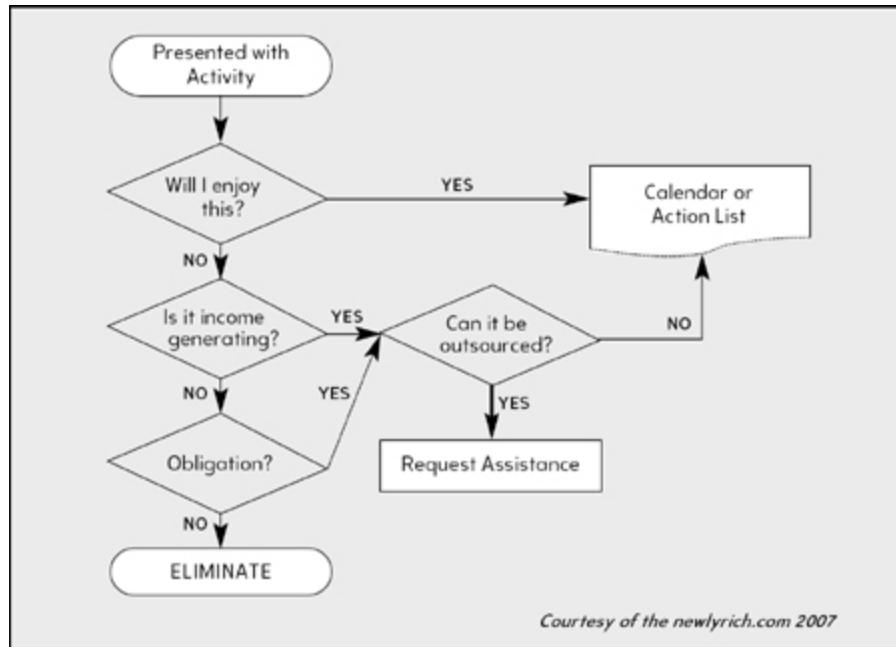 Presented with
Activity
Will I enjoy
this?
YES
Calendar or
Action List
NO
Is it income
generating?
YES
Can it be
outsourced?
NO
NO
YES
YES
Obligation?
Request Assistance
NO
ELIMINATE
Courtesy of the newlyrich.com 2007